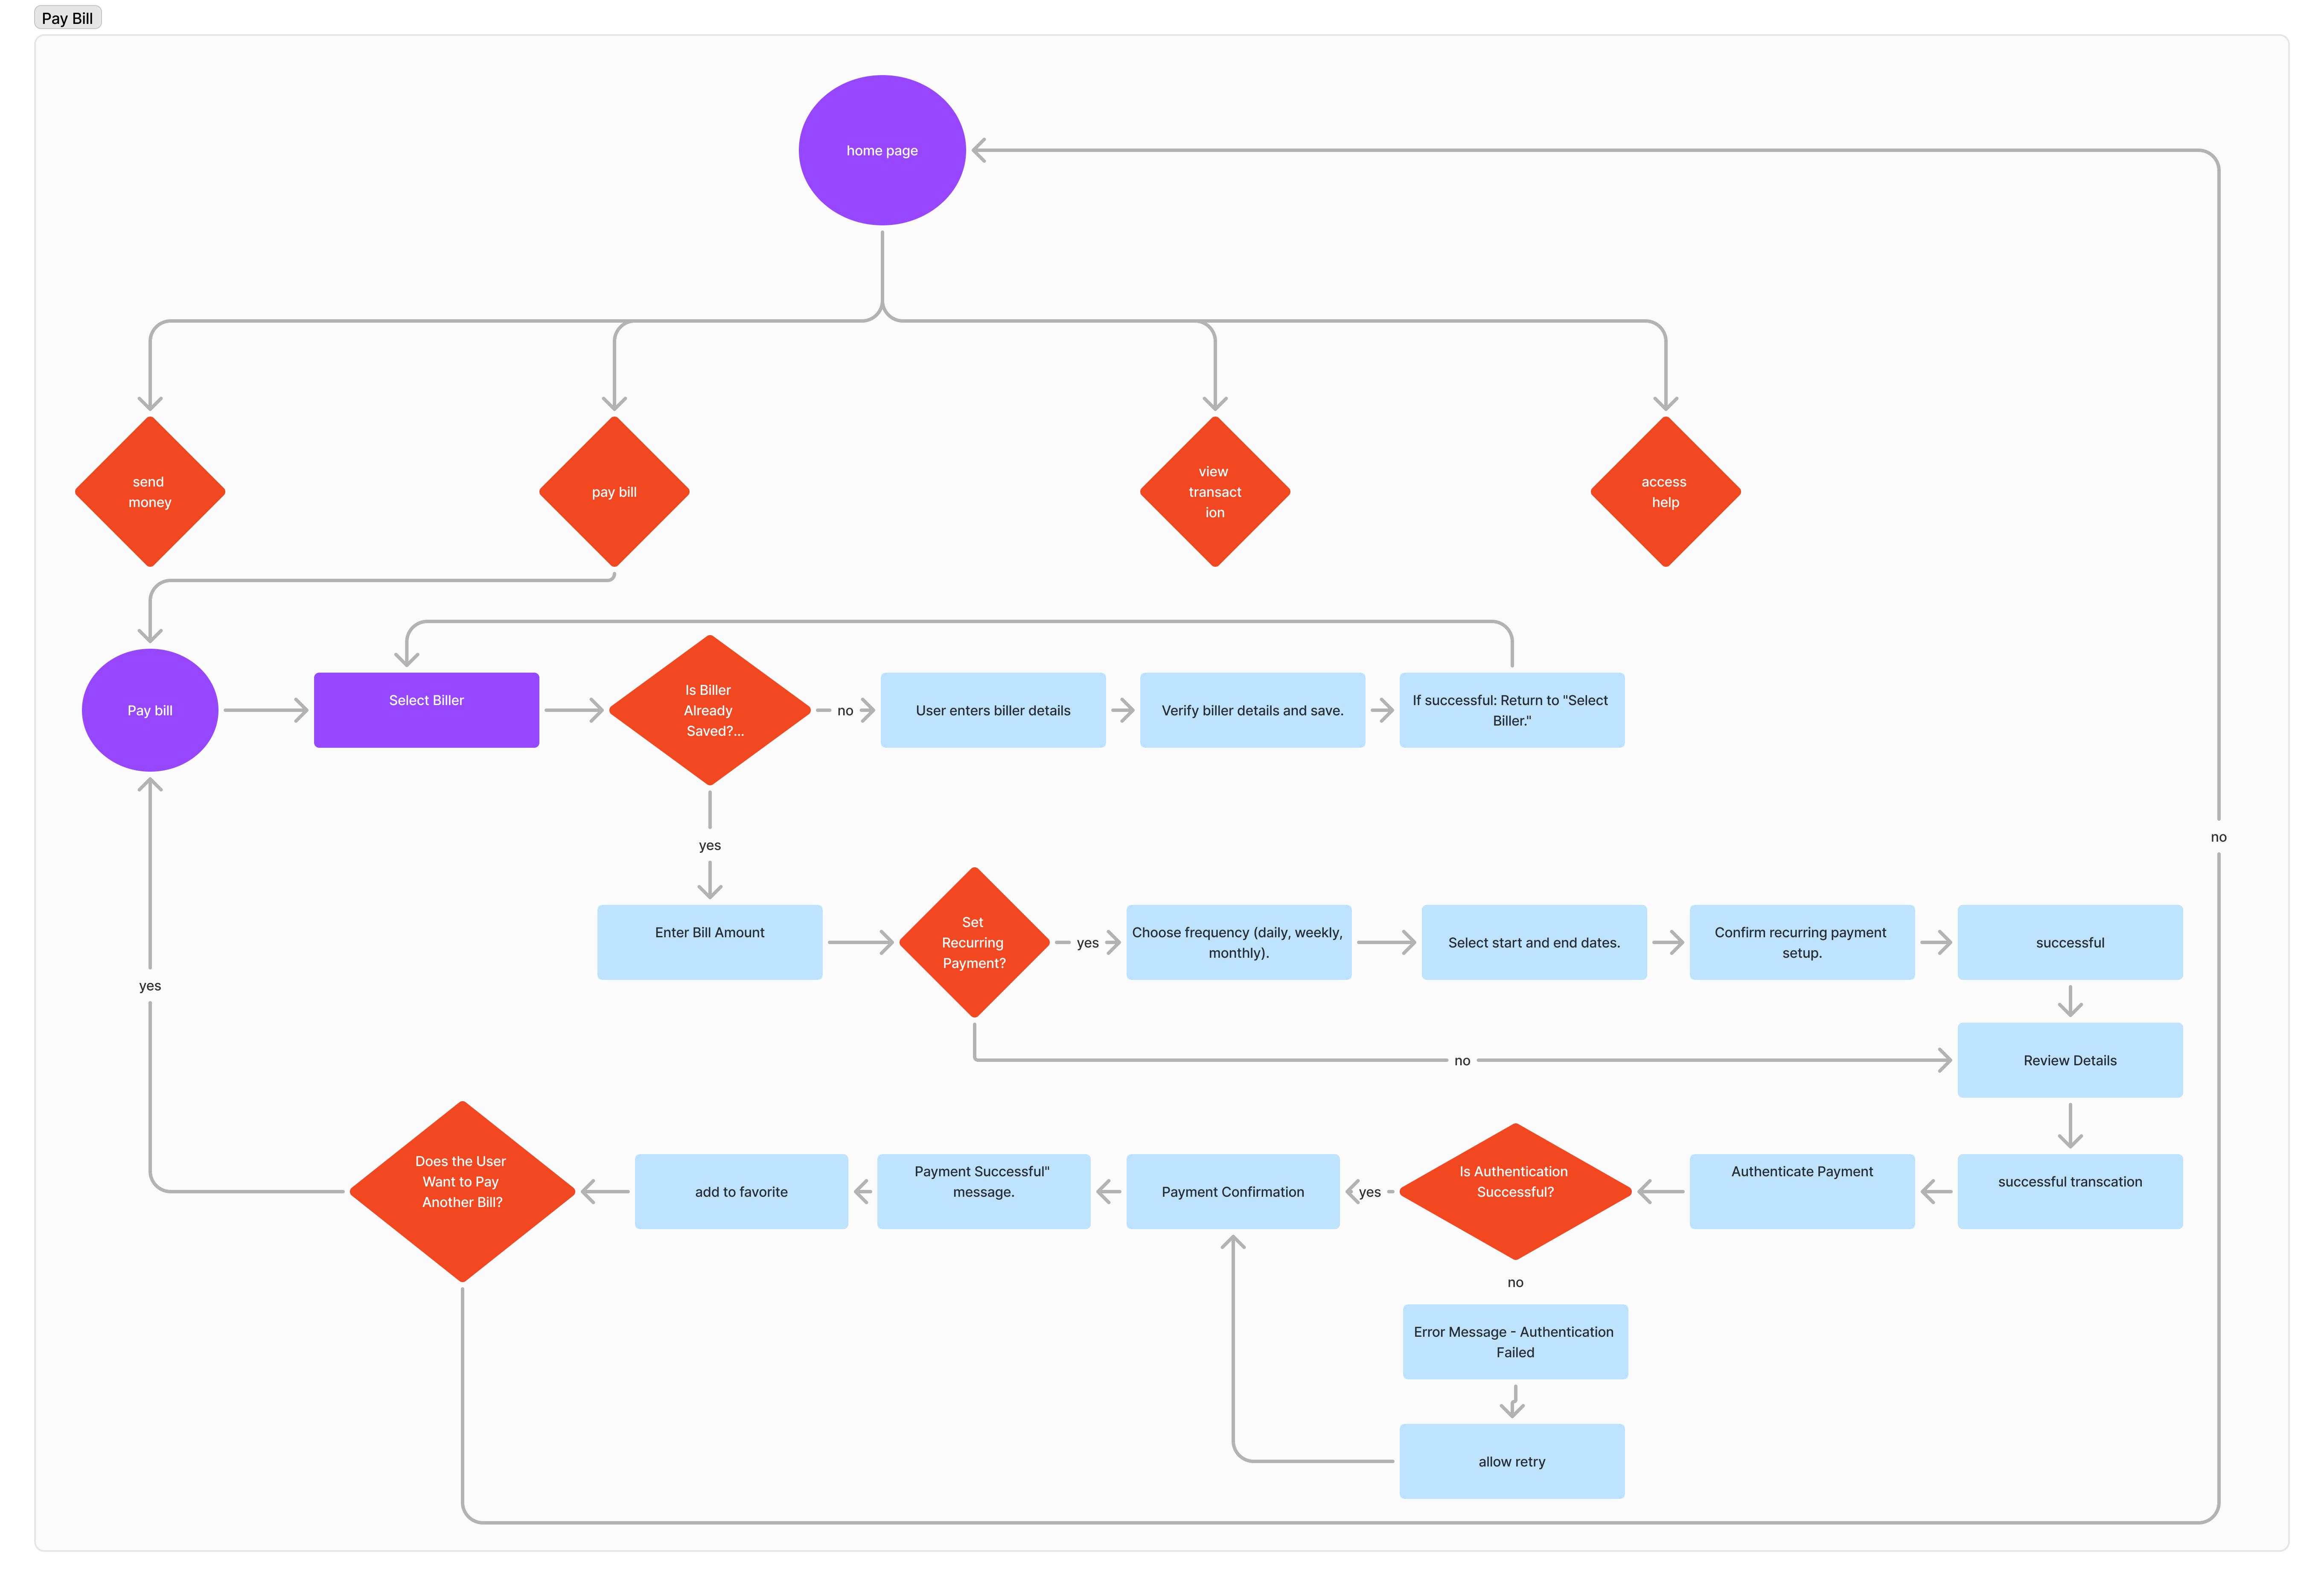 Pay Bill
home page
send
money
pay bill
view
transact
ion
access
help
Pay bill
Select Biller
Is Biller
Already
Saved?...
no
User enters biller details
Verify biller details and save.
If successful: Return to "Select
Biller."
yes
no
Enter Bill Amount
Set
Recurring
Payment?
yes
Choose frequency (daily, weekly,
monthly).
Select start and end dates.
Confirm recurring payment
setup.
successful
yes
no
Review Details
Does the User
Want to Pay
Another Bill?
add to favorite
Payment Successful"
message.
Payment Confirmation
yes
Is Authentication
Successful?
Authenticate Payment
successful transcation
no
Error Message - Authentication
Failed
allow retry